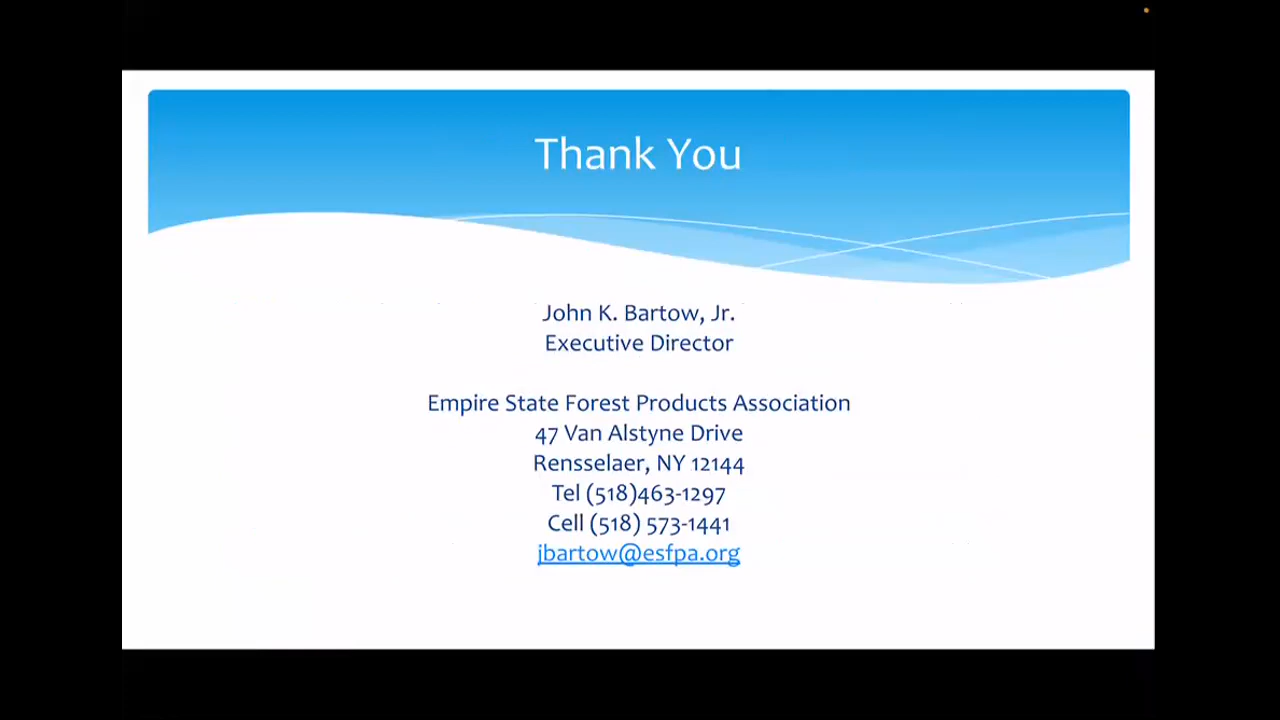 Thank You
John K. Bartow, Jr.
Executive Director
Empire State Forest Products Association
47 Van Alstyne Drive
Rensselaer, NY 12144
Tel (518)463-1297
Cell (518) 573-1441
jbartow@esfpa.org